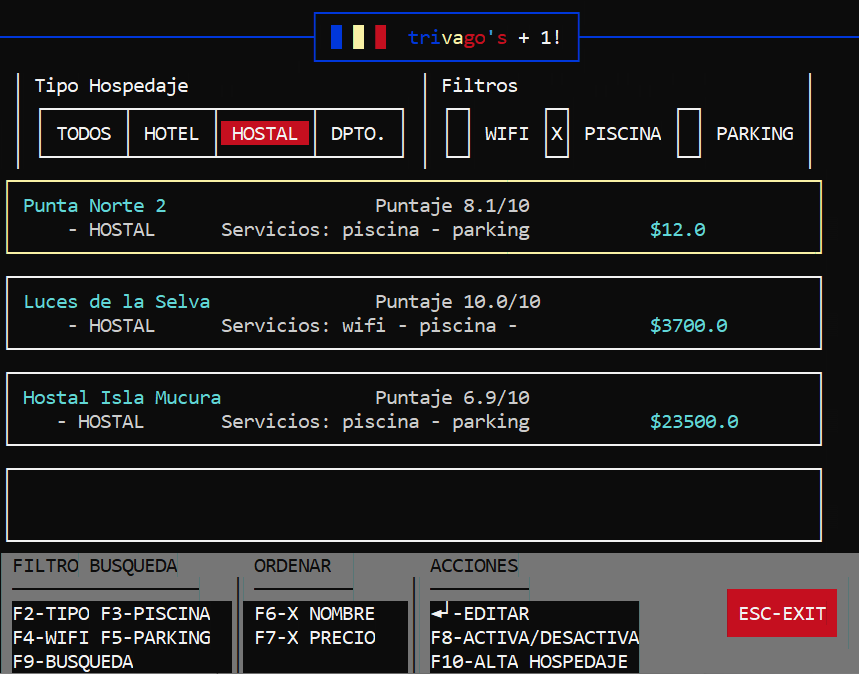 trivago's + 1!
Tipo Hospedaje Filtros
TODOS HOTEL HOSTAL DPTO. WIFI X PISCINA PARKING
Punta Norte 2 Puntaje 8.1/10
- HOSTAL Servicios: piscina - parking $12.0
Luces de la Selva Puntaje 10.0/10
- HOSTAL Servicios: wifi - piscina - $3700.0
Hostal Isla Mucura Puntaje 6.9/10
- HOSTAL Servicios: piscina - parking $23500.0
FILTRO BUSQUEDA ORDENAR ACCIONES
F2-TIPO F3-PISCINA F6-X NOMBRE ↲-EDITAR ESC-EXIT
F4-WIFI F5-PARKING F7-X PRECIO F8-ACTIVA/DESACTIVA
F9-BUSQUEDA F10-ALTA HOSPEDAJE